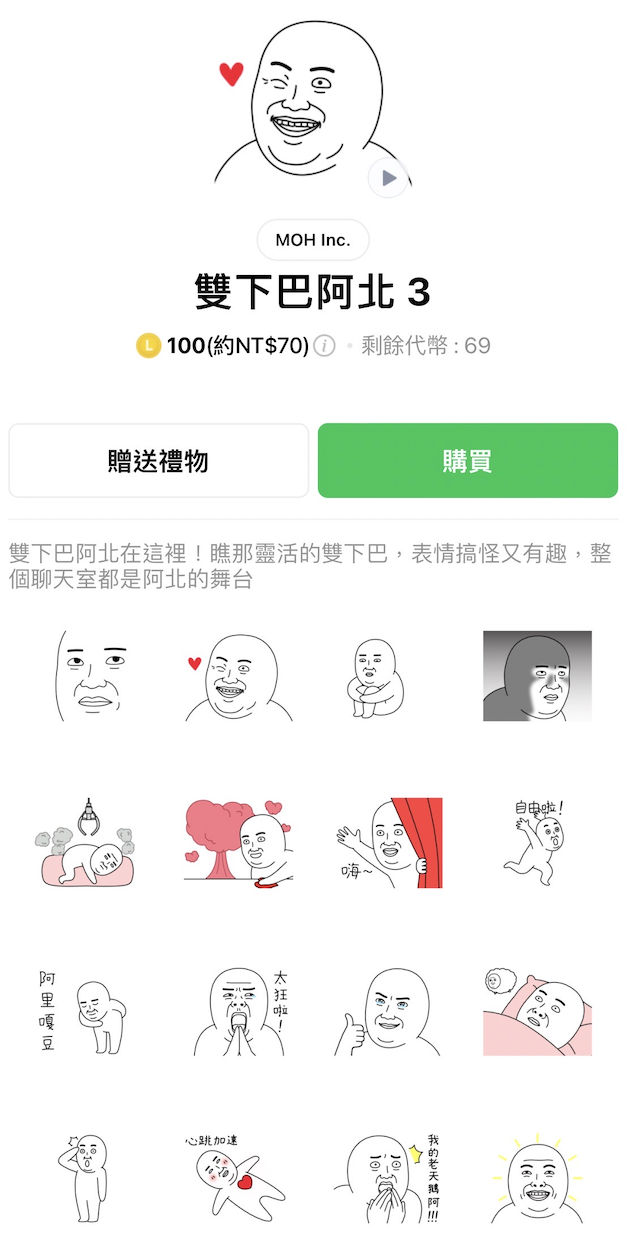 MOH Inc.
雙下巴阿北 3
L 100(約NT$70) i • 剩餘代幣 : 69
贈送禮物
購買
雙下巴阿北在這裡！瞧那靈活的雙下巴，表情搞怪又有趣，整
個聊天室都是阿北的舞台
嗨~
自由啦!
阿里嘎豆
太狂啦!
心跳加速
我的老天鵝阿!!!